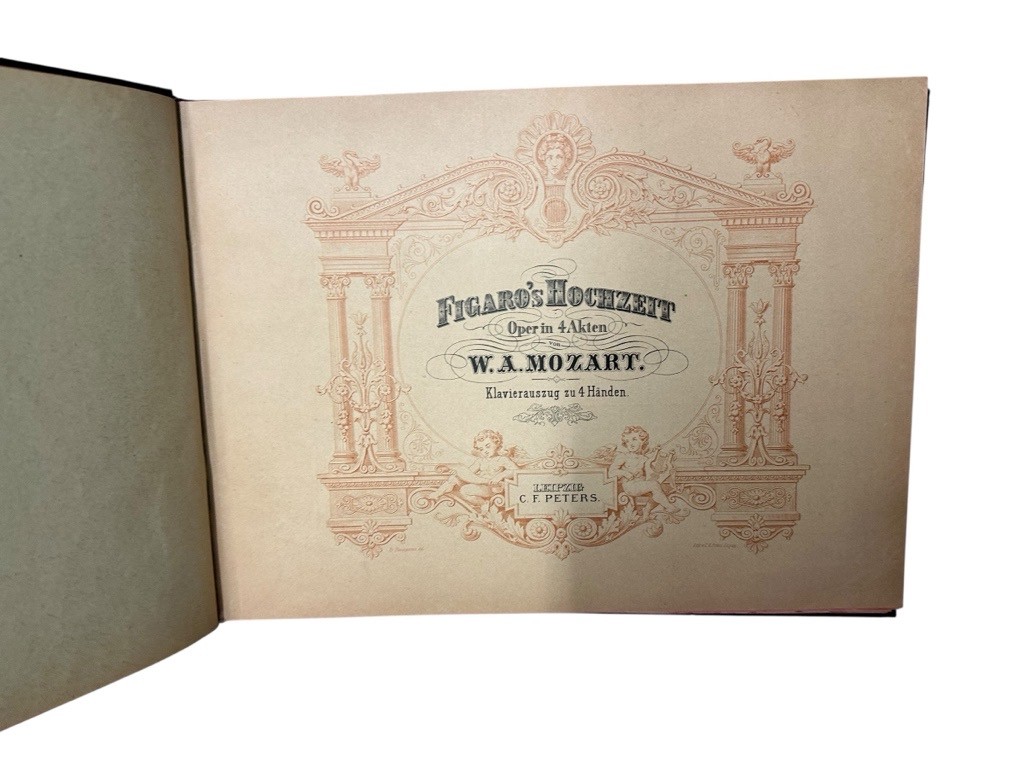 FIGARO'S HOCHZEIT
Oper in 4 Akten
von
W. A. MOZART.
Klavierauszug zu 4 Händen.
LEIPZIG
C. F. PETERS.